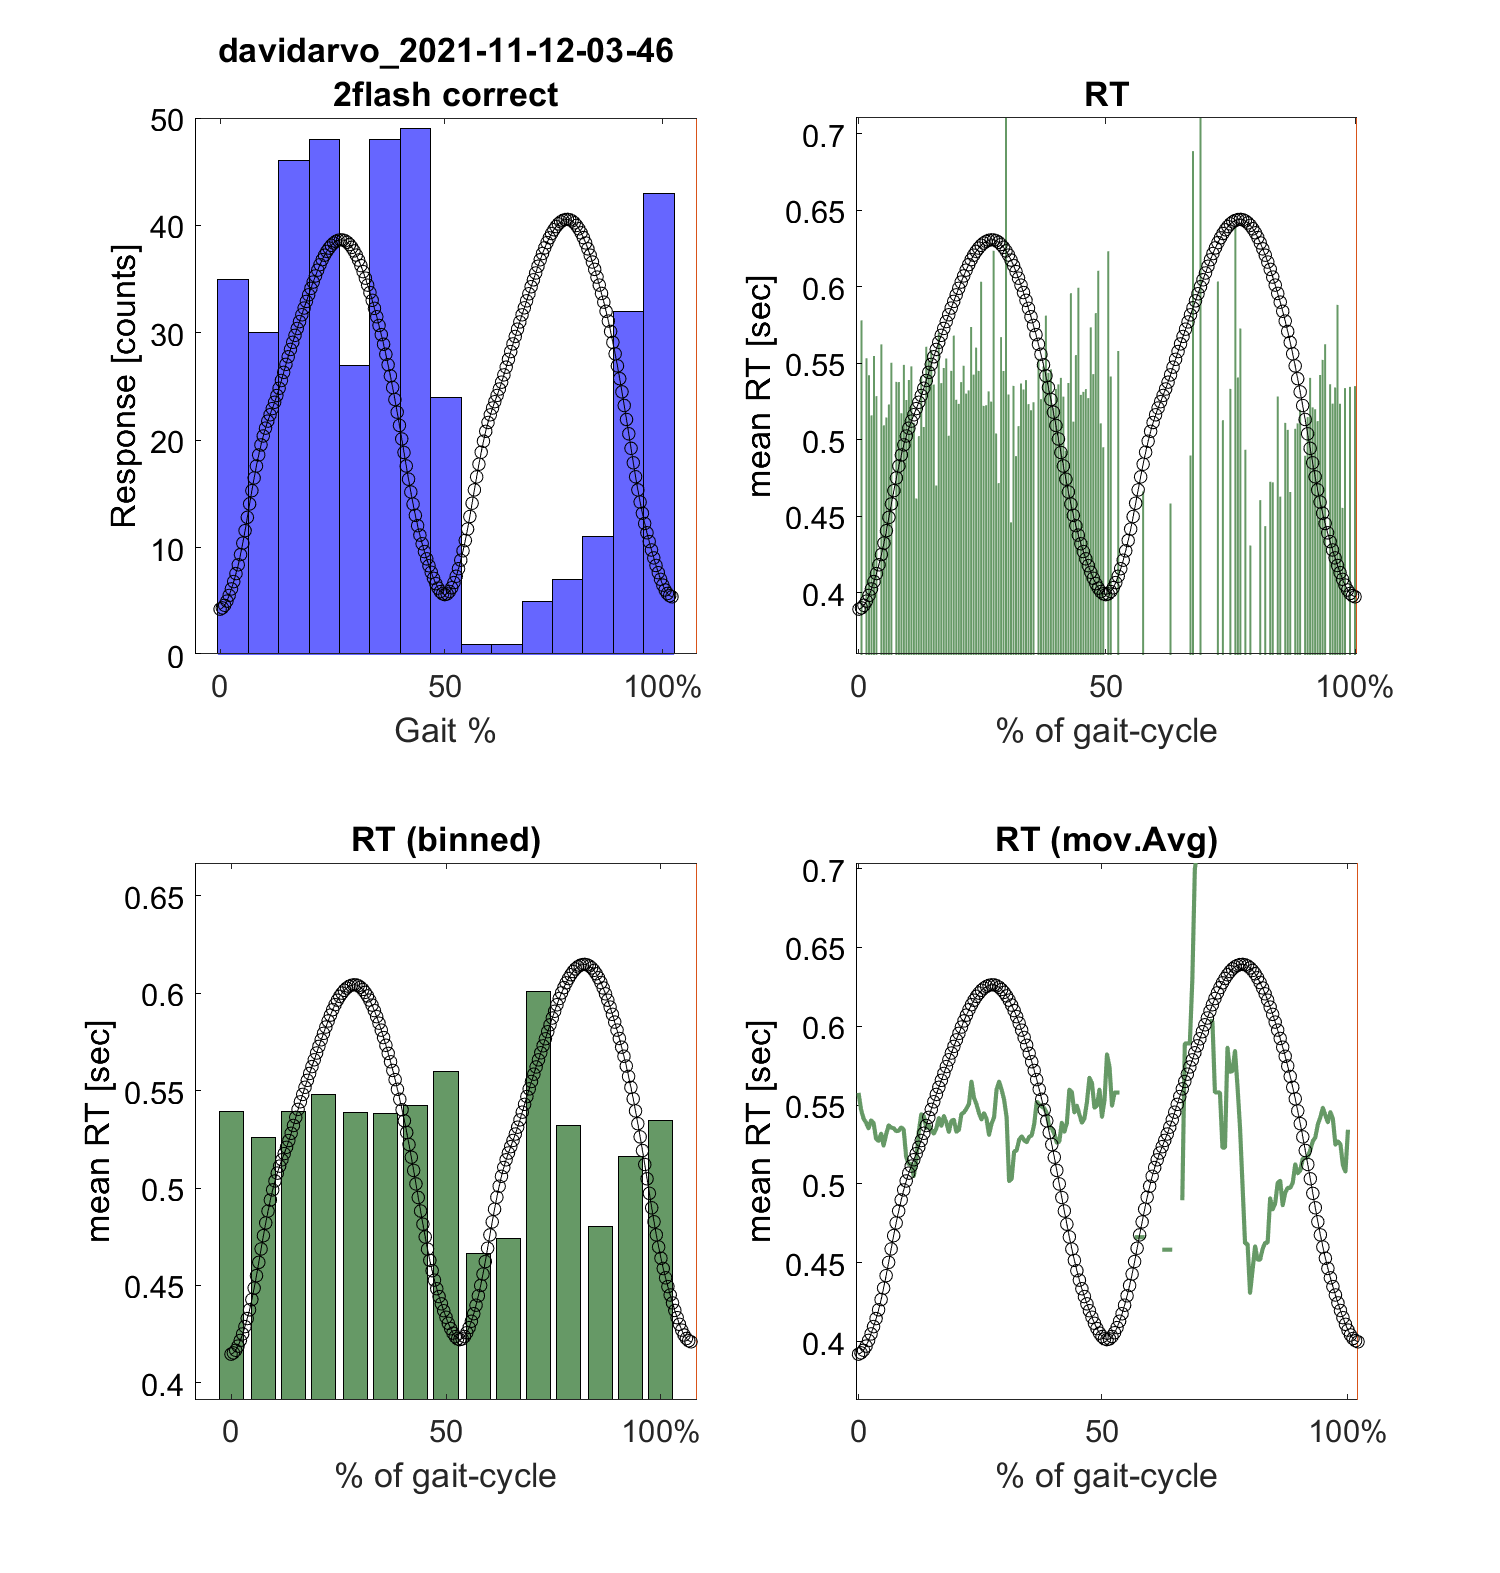 davidarvo_2021-11-12-03-46
2flash correct
50
40
30
20
10
0
Response [counts]
0 50 100%
Gait %
RT
0.7
0.65
0.6
0.55
0.5
0.45
0.4
mean RT [sec]
0 50 100%
% of gait-cycle
RT (binned)
0.65
0.6
0.55
0.5
0.45
0.4
mean RT [sec]
0 50 100%
% of gait-cycle
RT (mov.Avg)
0.7
0.65
0.6
0.55
0.5
0.45
0.4
mean RT [sec]
0 50 100%
% of gait-cycle